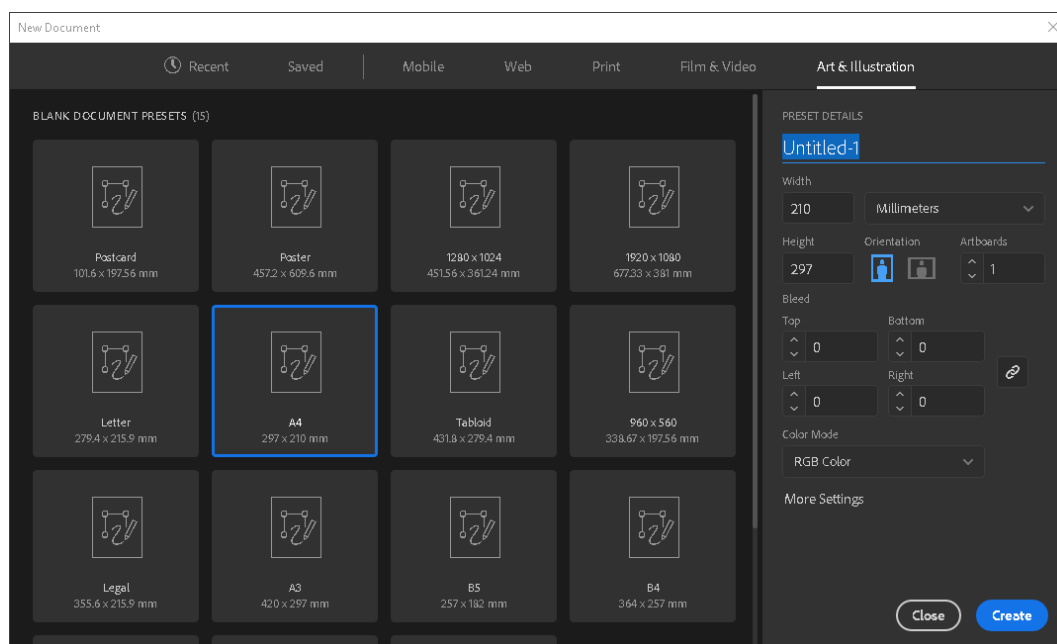 New Document
Recent Saved Mobile Web Print Film & Video Art & Illustration
BLANK DOCUMENT PRESETS (15)
Postcard
101.6 x 197.56 mm
Poster
457.2 x 609.6 mm
1280 x 1024
451.56 x 361.24 mm
1920 x 1080
677.33 x 381 mm
Letter
279.4 x 215.9 mm
A4
297 x 210 mm
Tabloid
431.8 x 279.4 mm
960 x 560
338.67 x 197.56 mm
Legal
355.6 x 215.9 mm
A3
420 x 297 mm
B5
257 x 182 mm
B4
364 x 257 mm
PRESET DETAILS
Untitled-1
Width
210 Millimeters
Height Orientation Artboards
297 1
Bleed
Top Bottom
0 0
Left Right
0 0
Color Mode
RGB Color
More Settings
Close Create